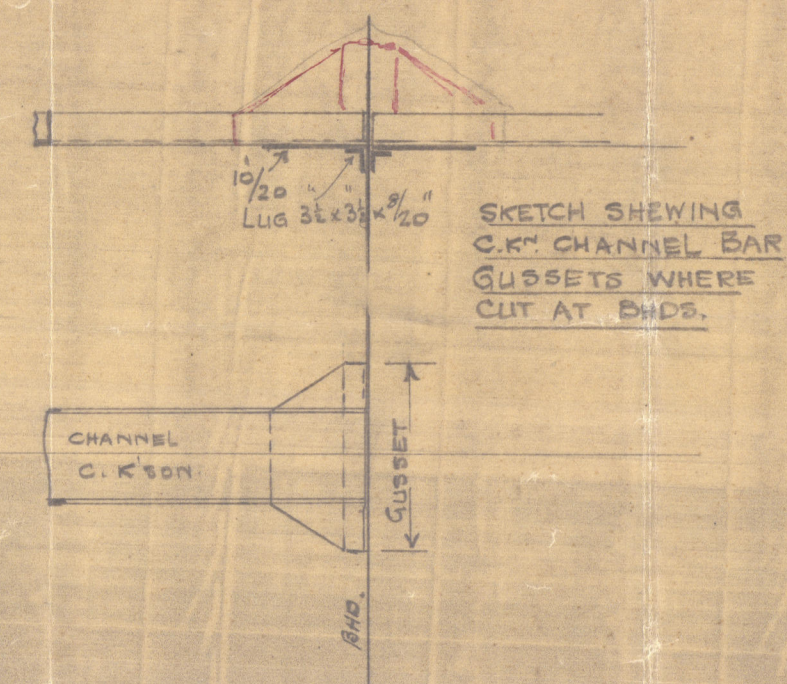 10/20"
LUG 3½" x 3½" x 8/20"
SKETCH SHEWING
C.Kⁿ CHANNEL BAR
GUSSETS WHERE
CUT AT BHDS.
CHANNEL
C. K'SON.
GUSSET
BHD.